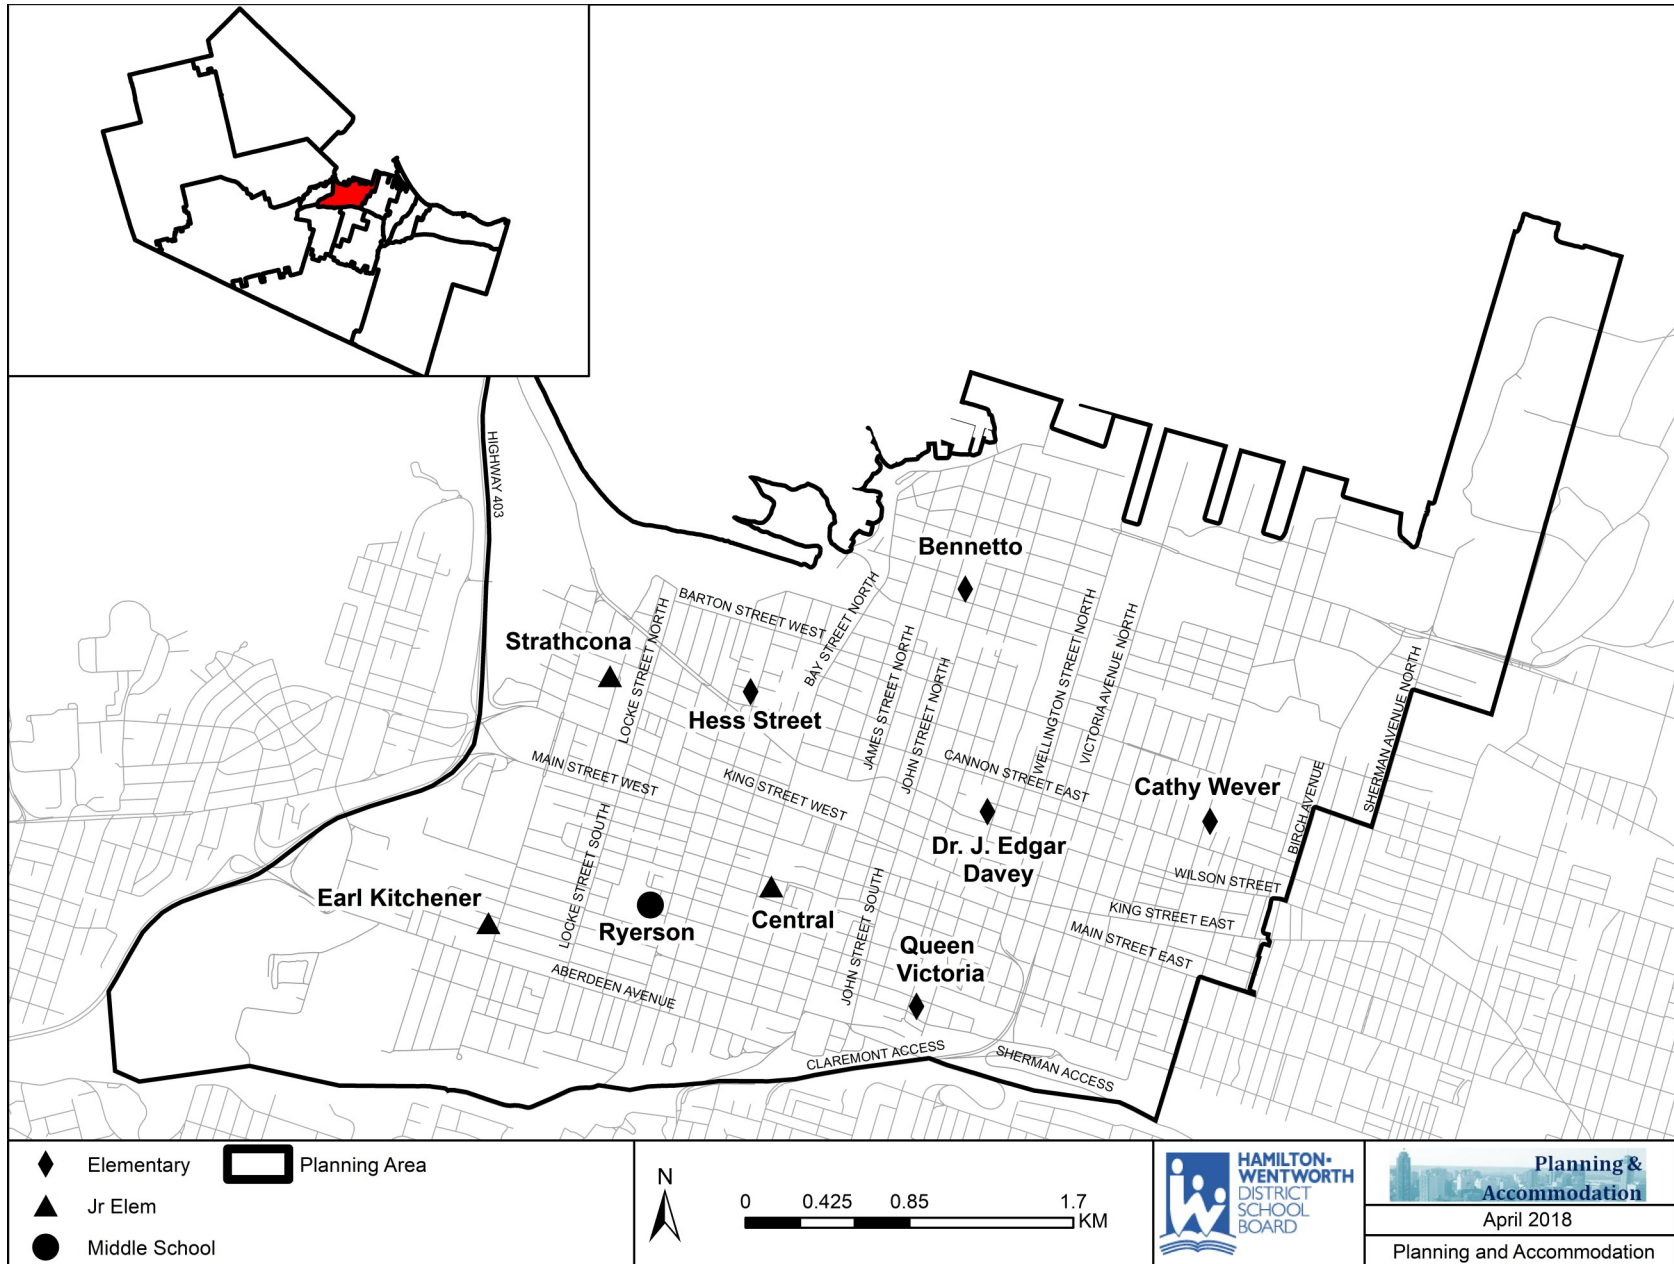 HIGHWAY 403
Bennetto
BARTON STREET WEST
BAY STREET NORTH
Strathcona
LOCKE STREET NORTH
Hess Street
JAMES STREET NORTH
JOHN STREET NORTH
WELLINGTON STREET NORTH
VICTORIA AVENUE NORTH
SHERMAN AVENUE NORTH
MAIN STREET WEST
KING STREET WEST
CANNON STREET EAST
Cathy Wever
BIRCH AVENUE
LOCKE STREET SOUTH
Dr. J. Edgar
Davey
WILSON STREET
Earl Kitchener
Ryerson
Central
JOHN STREET SOUTH
KING STREET EAST
MAIN STREET EAST
Queen
Victoria
ABERDEEN AVENUE
CLAREMONT ACCESS
SHERMAN ACCESS
Elementary
Planning Area
Jr Elem
Middle School
N
0 0.425 0.85 1.7
KM
HAMILTON-
WENTWORTH
DISTRICT
SCHOOL
BOARD
Planning &
Accommodation
April 2018
Planning and Accommodation